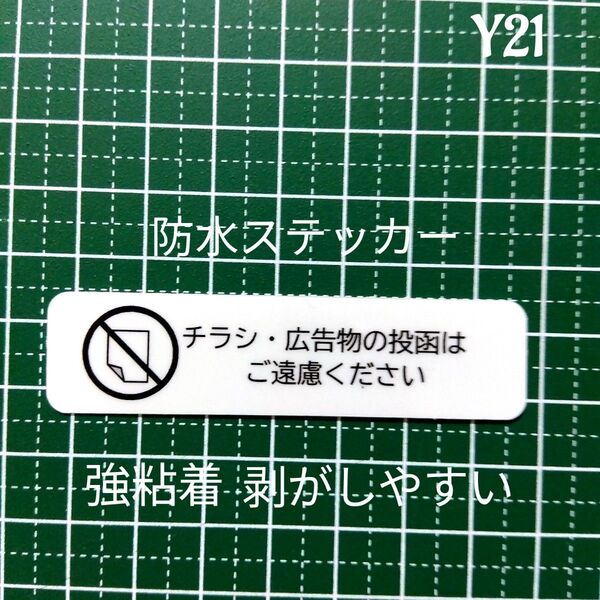 Y21
防水ステッカー
チラシ・広告物の投函は
ご遠慮ください
強粘着 剥がしやすい